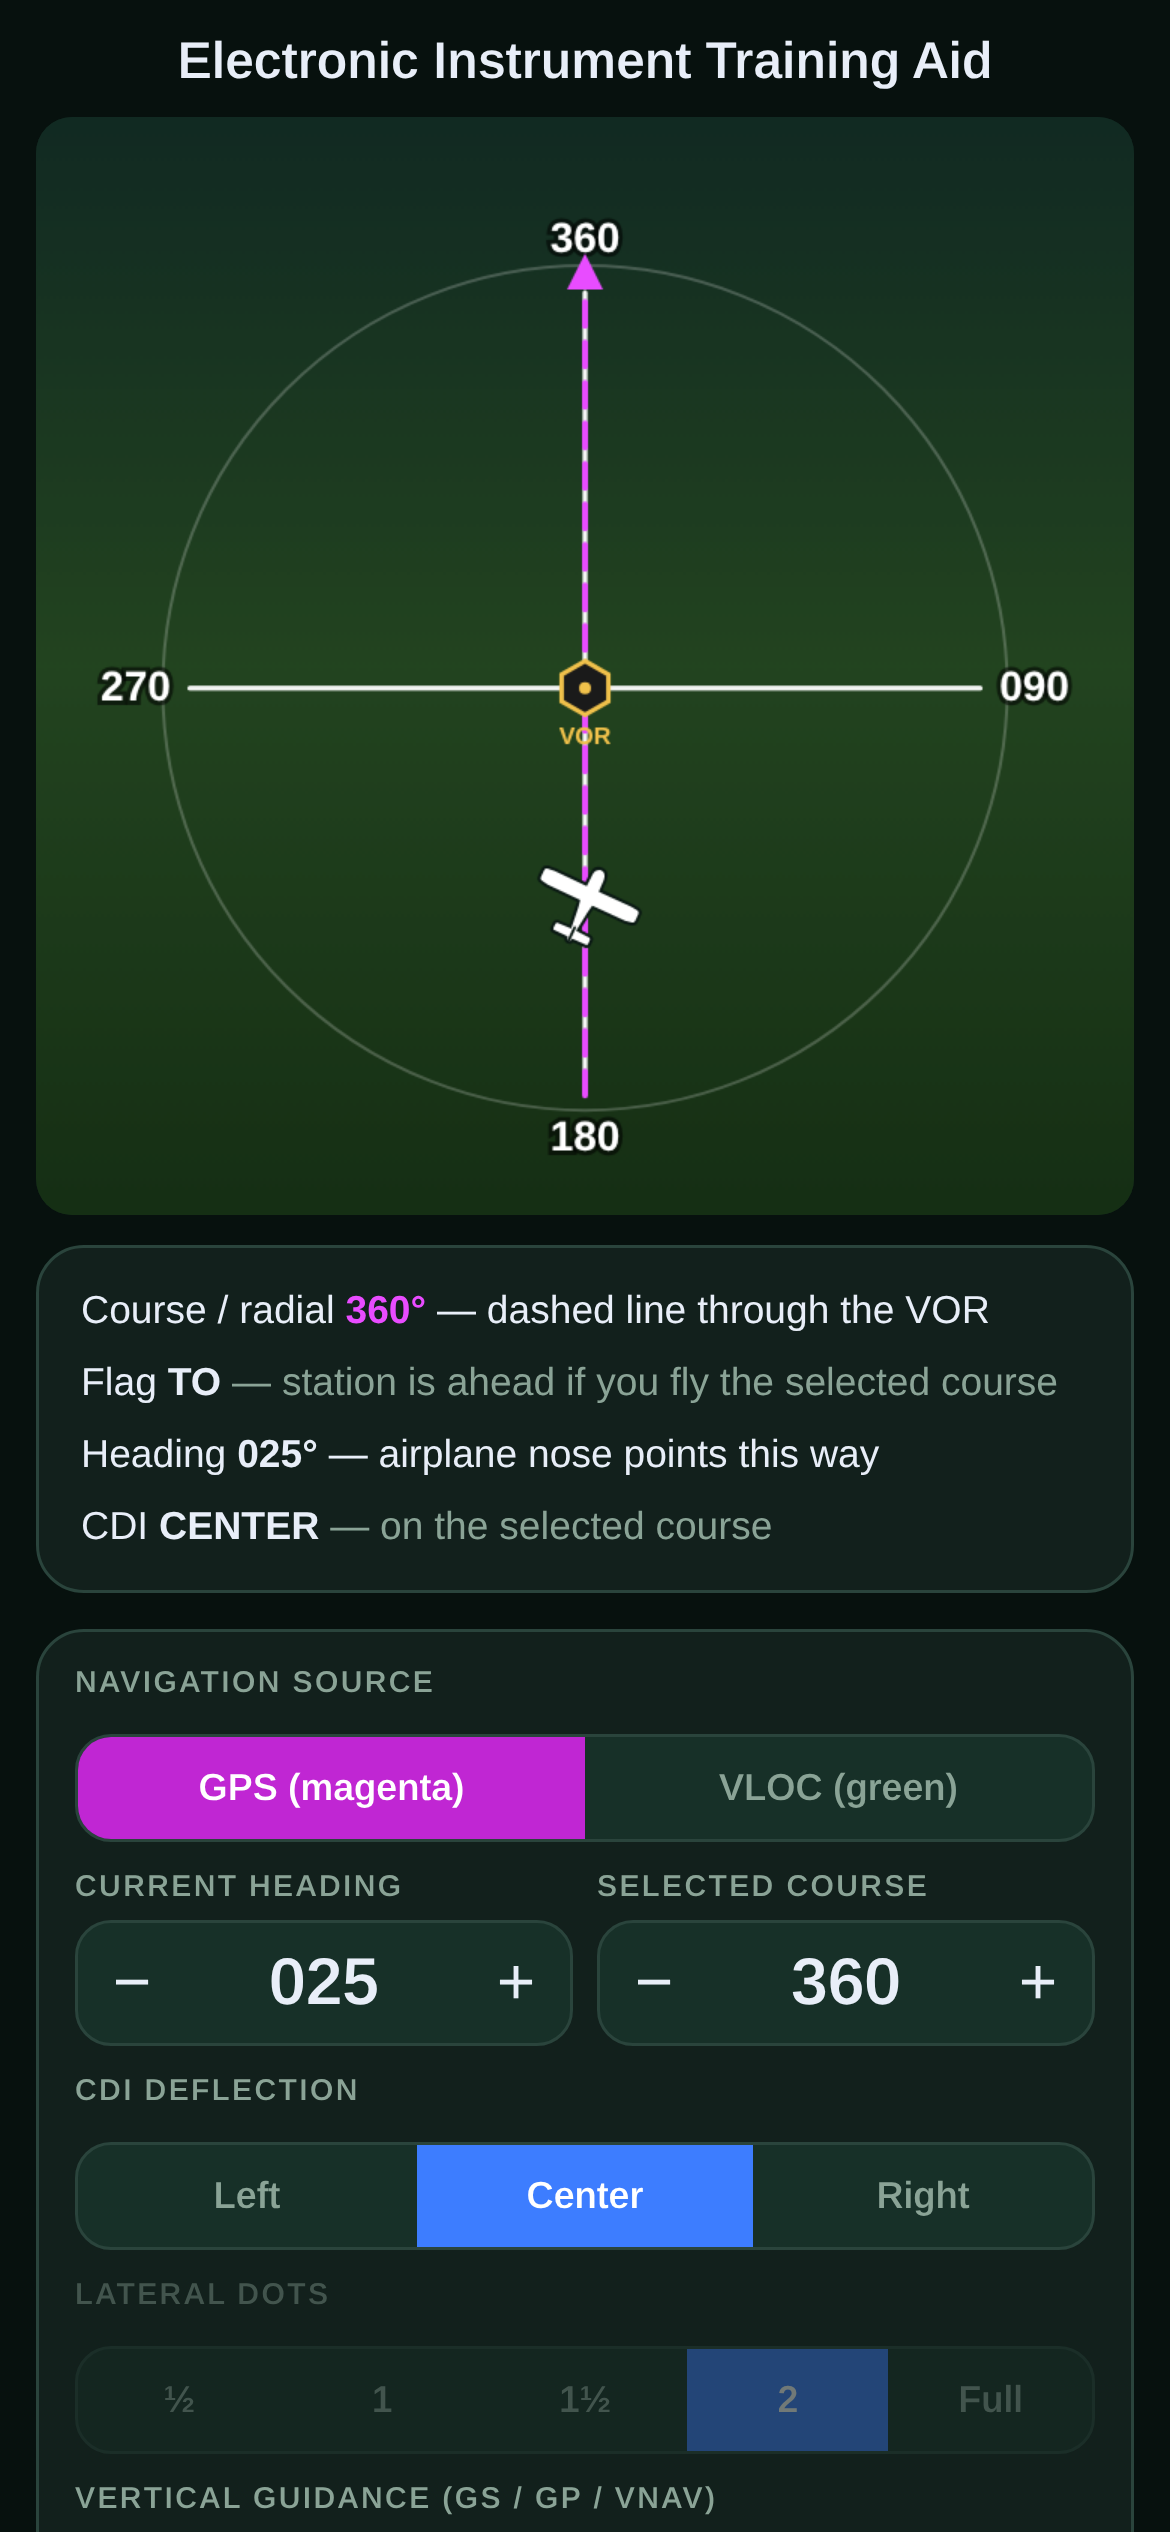 Electronic Instrument Training Aid
360
270
090
VOR
180
Course / radial 360° — dashed line through the VOR
Flag TO — station is ahead if you fly the selected course
Heading 025° — airplane nose points this way
CDI CENTER — on the selected course
NAVIGATION SOURCE
GPS (magenta) VLOC (green)
CURRENT HEADING SELECTED COURSE
− 025 + − 360 +
CDI DEFLECTION
Left Center Right
LATERAL DOTS
½ 1 1½ 2 Full
VERTICAL GUIDANCE (GS / GP / VNAV)